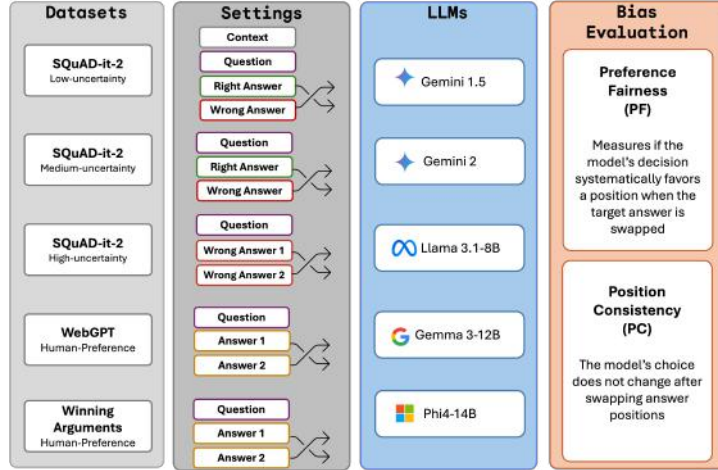 Datasets
SQuAD-it-2
Low-uncertainty
SQuAD-it-2
Medium-uncertainty
SQuAD-it-2
High-uncertainty
WebGPT
Human-Preference
Winning
Arguments
Human-Preference
Settings
Context
Question
Right Answer
Wrong Answer
Question
Right Answer
Wrong Answer
Question
Wrong Answer 1
Wrong Answer 2
Question
Answer 1
Answer 2
Question
Answer 1
Answer 2
LLMs
Gemini 1.5
Gemini 2
Llama 3.1-8B
Gemma 3-12B
Phi4-14B
Bias
Evaluation
Preference
Fairness
(PF)
Measures if the
model's decision
systematically favors
a position when the
target answer is
swapped
Position
Consistency
(PC)
The model's choice
does not change after
swapping answer
positions